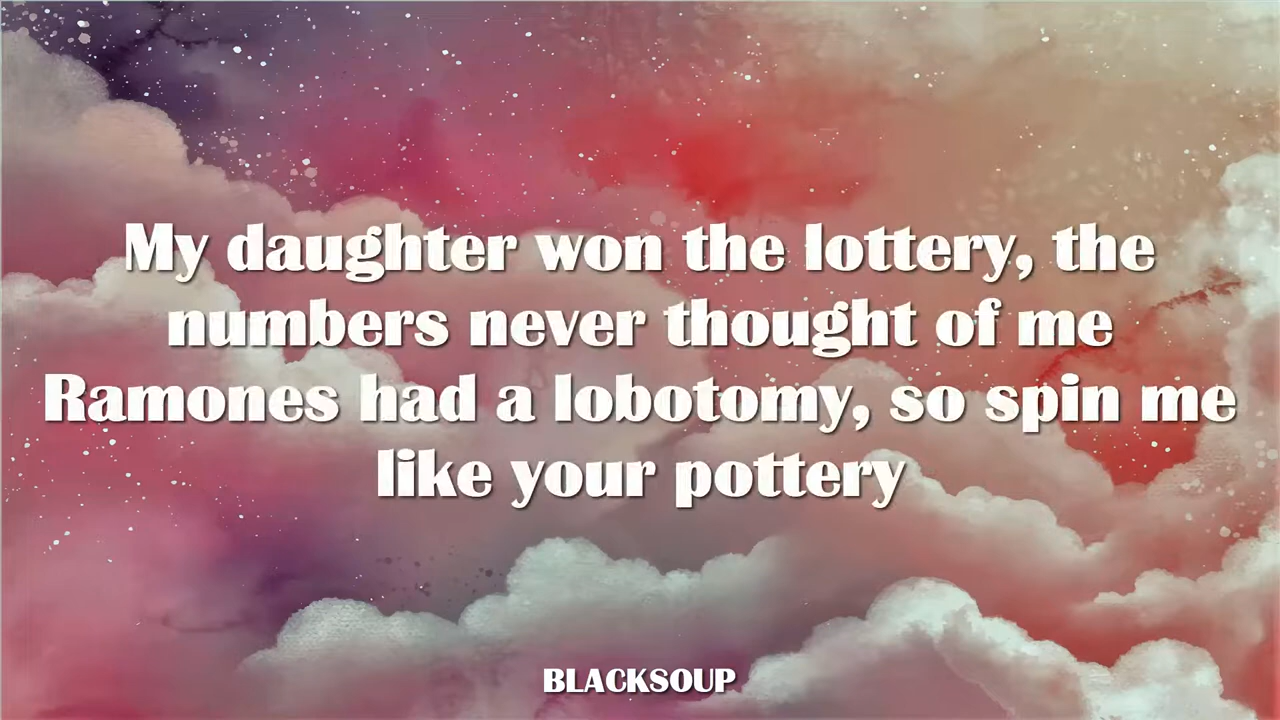 My daughter won the lottery, the
numbers never thought of me
Ramones had a lobotomy, so spin me
like your pottery
BLACKSOUP